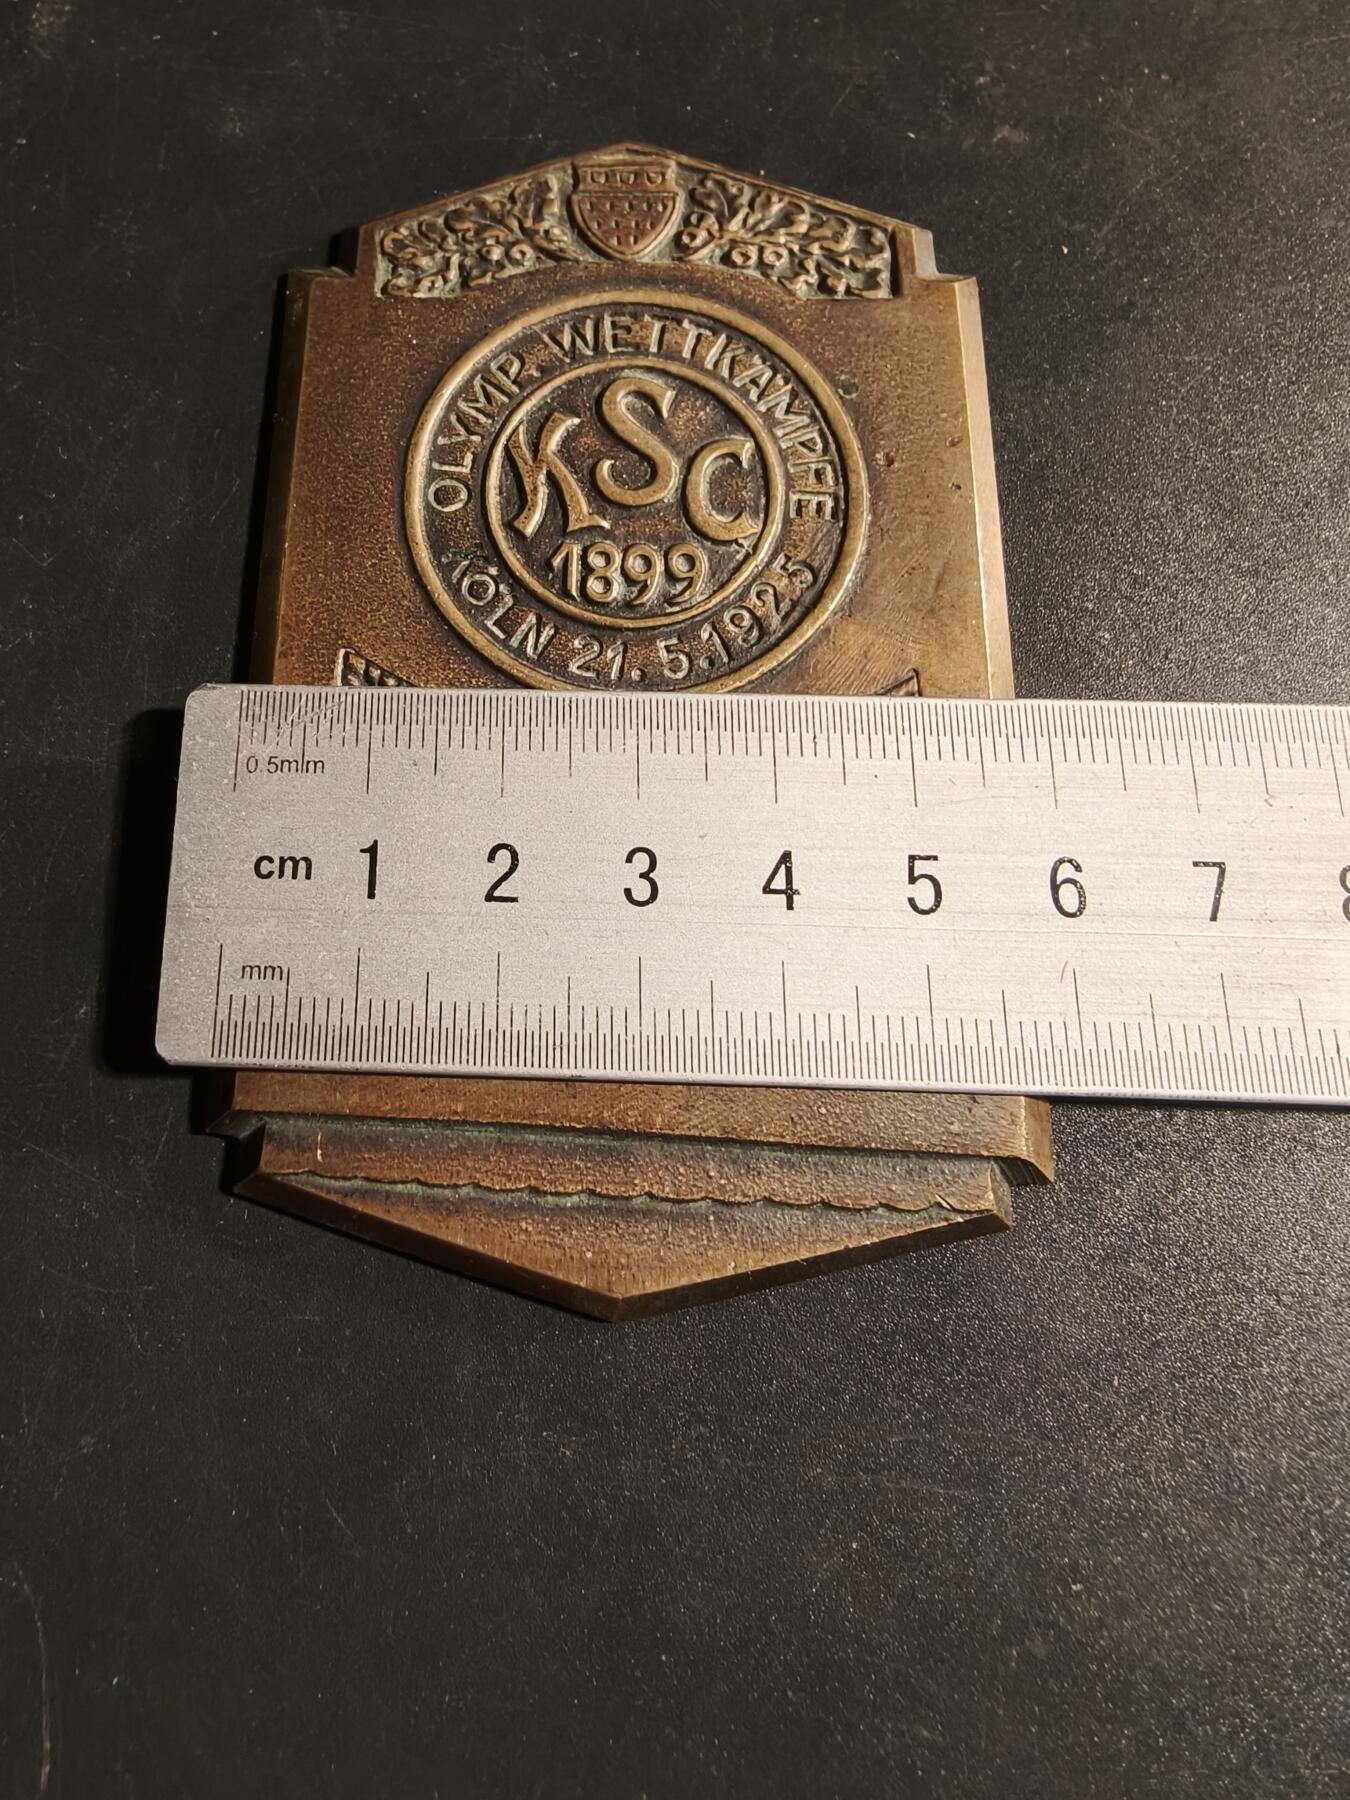 OLYMP. WETTKÄMPFE
KSC
1899
KÖLN 21.5.1925
0.5mm
cm 1 2 3 4 5 6 7 8
mm